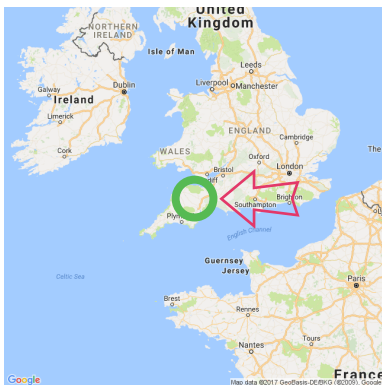 United
Kingdom
NORTHERN
IRELAND
Isle of Man
Leeds
Liverpool
Manchester
Dublin
Galway
Ireland
Limerick
Cork
ENGLAND
Cambridge
WALES
Oxford
The
Bristol
London
diff
Southampton
Brighton
Plym
English Channel
Guernsey
Jersey
Celtic Sea
Paris
Brest
Rennes
Tours
Nantes
France
Google
Map data ©2017 GeoBasis-DE/BKG (©2009), Google